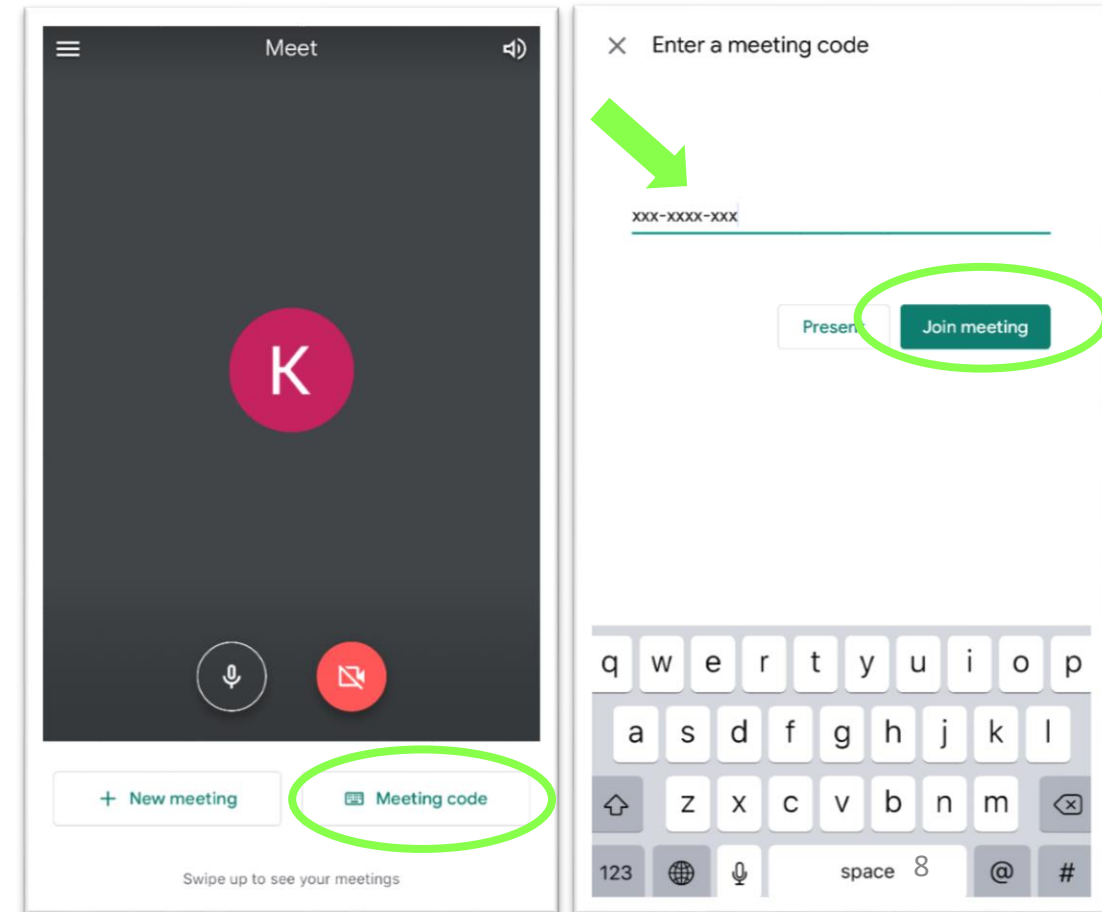 Meet
K
+ New meeting
Meeting code
Swipe up to see your meetings
Enter a meeting code
xxx-xxxx-xxx
Present
Join meeting
q w e r t y u i o p
a s d f g h j k l
z x c v b n m
123 space 8 @ #